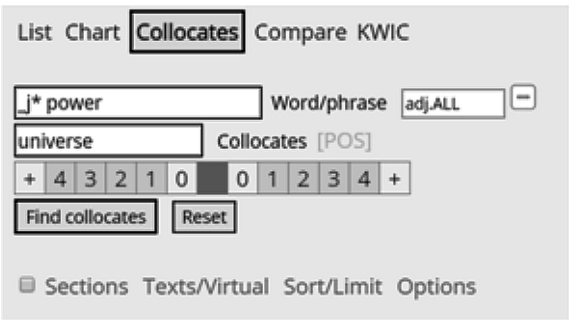 List Chart Collocates Compare KWIC
_j* power Word/phrase adj.ALL −
universe Collocates [POS]
+ 4 3 2 1 0 0 1 2 3 4 +
Find collocates Reset
Sections Texts/Virtual Sort/Limit Options